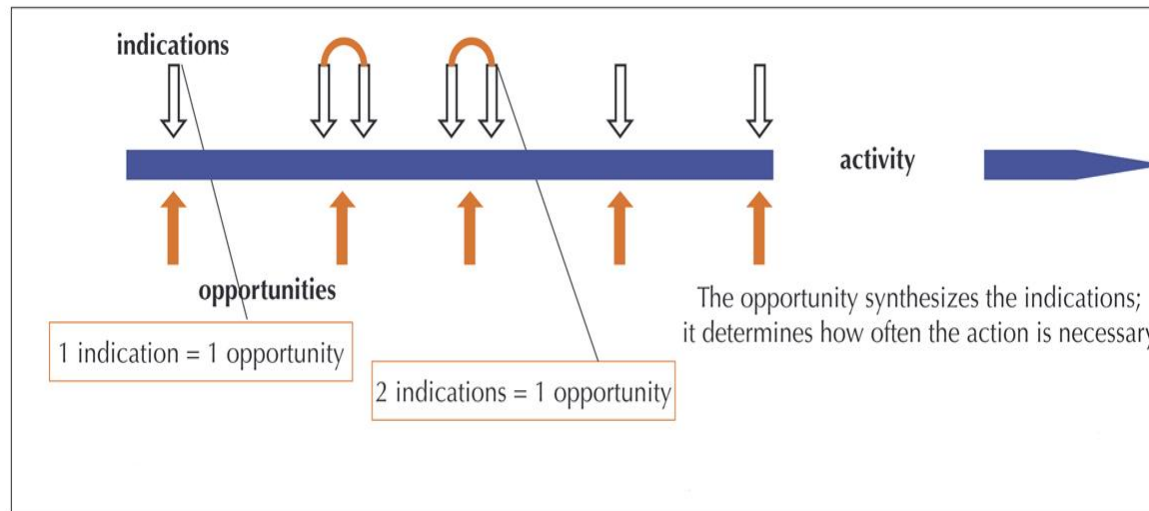 indications
activity
opportunities
The opportunity synthesizes the indications;
it determines how often the action is necessary
1 indication = 1 opportunity
2 indications = 1 opportunity